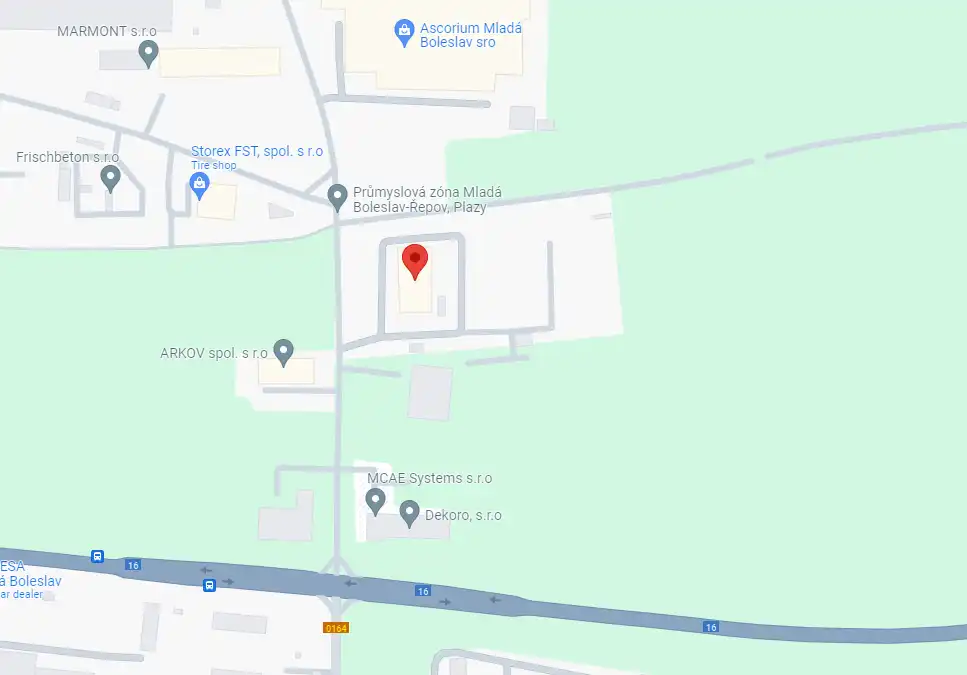 MARMONT s.r.o
Ascorium Mladá
Boleslav sro
Frischbeton s.r.o
Storex FST, spol. s r.o
Tire shop
Průmyslová zóna Mladá
Boleslav-Řepov, Plazy
ARKOV spol. s r.o
MCAE Systems s.r.o
Dekoro, s.r.o
ESA
á Boleslav
ar dealer
16
16
16
0164